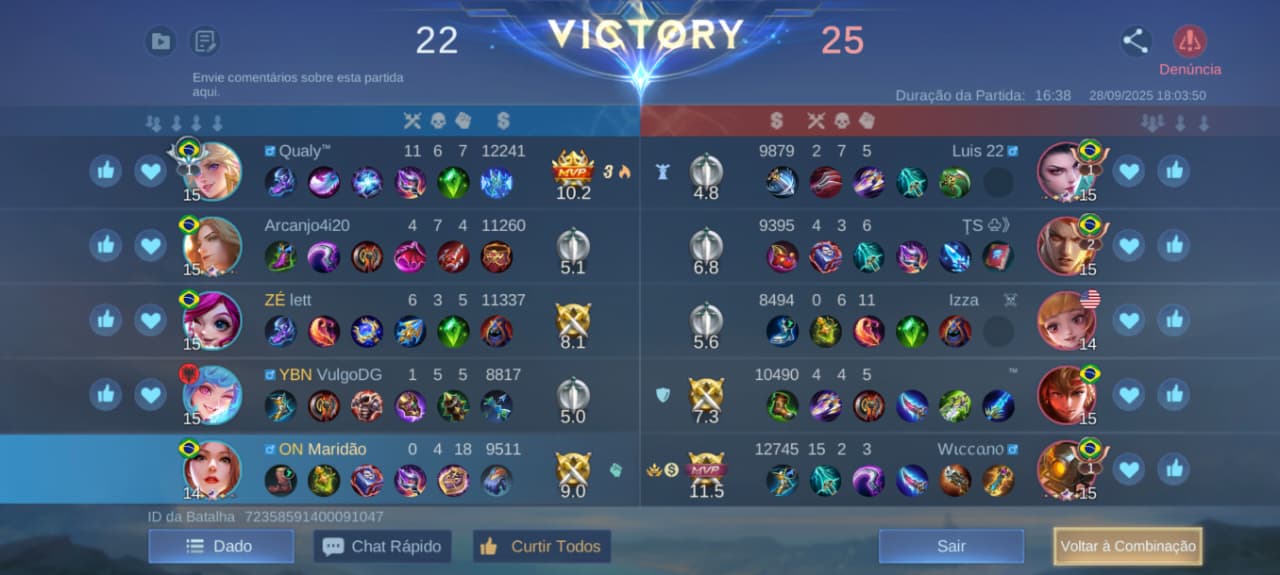 22 VICTORY 25
Denúncia
Envie comentários sobre esta partida
aqui.
Duração da Partida: 16:38 28/09/2025 18:03:50
Qualy™ 11 6 7 12241
15 MVP 10.2 3
9879 2 7 5 Luis 22
4.8 15
Arcanjo4i20 4 7 4 11260
15 5.1
9395 4 3 6 ŢS ♧》
6.8 2 15
ZÉ lett 6 3 5 11337
15 8.1
8494 0 6 11 Izza
5.6 14
YBN VulgoDG 1 5 5 8817
15 5.0
10490 4 4 5 ™
7.3 15
ON Maridão 0 4 18 9511
14 9.0
12745 15 2 3 Wιccαno
MVP 11.5 1 15
ID da Batalha 72358591400091047
Dado Chat Rápido Curtir Todos Sair Voltar à Combinação